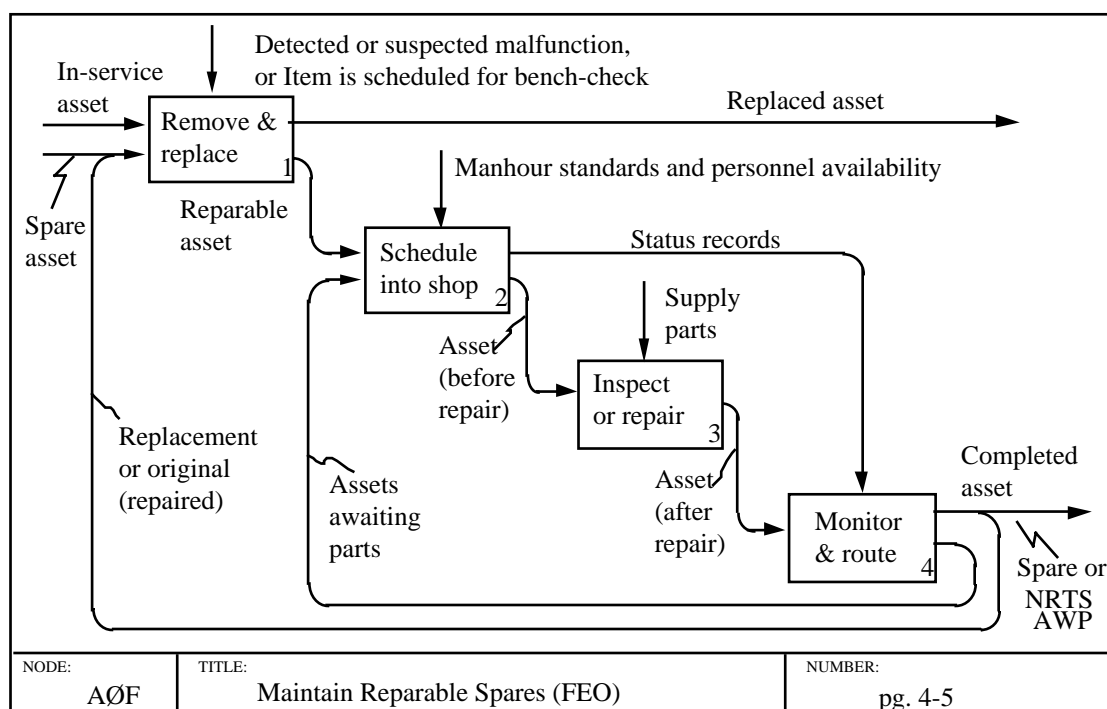 Detected or suspected malfunction,
or Item is scheduled for bench-check
In-service
asset
Replaced asset
Remove &
replace
1
Manhour standards and personnel availability
Spare
asset
Reparable
asset
Status records
Schedule
into shop
2
Supply
parts
Asset
(before
repair)
Inspect
or repair
3
Replacement
or original
(repaired)
Assets
awaiting
parts
Asset
(after
repair)
Completed
asset
Monitor
& route
4
Spare or
NRTS
AWP
NODE:
AØF
TITLE:
Maintain Reparable Spares (FEO)
NUMBER:
pg. 4-5